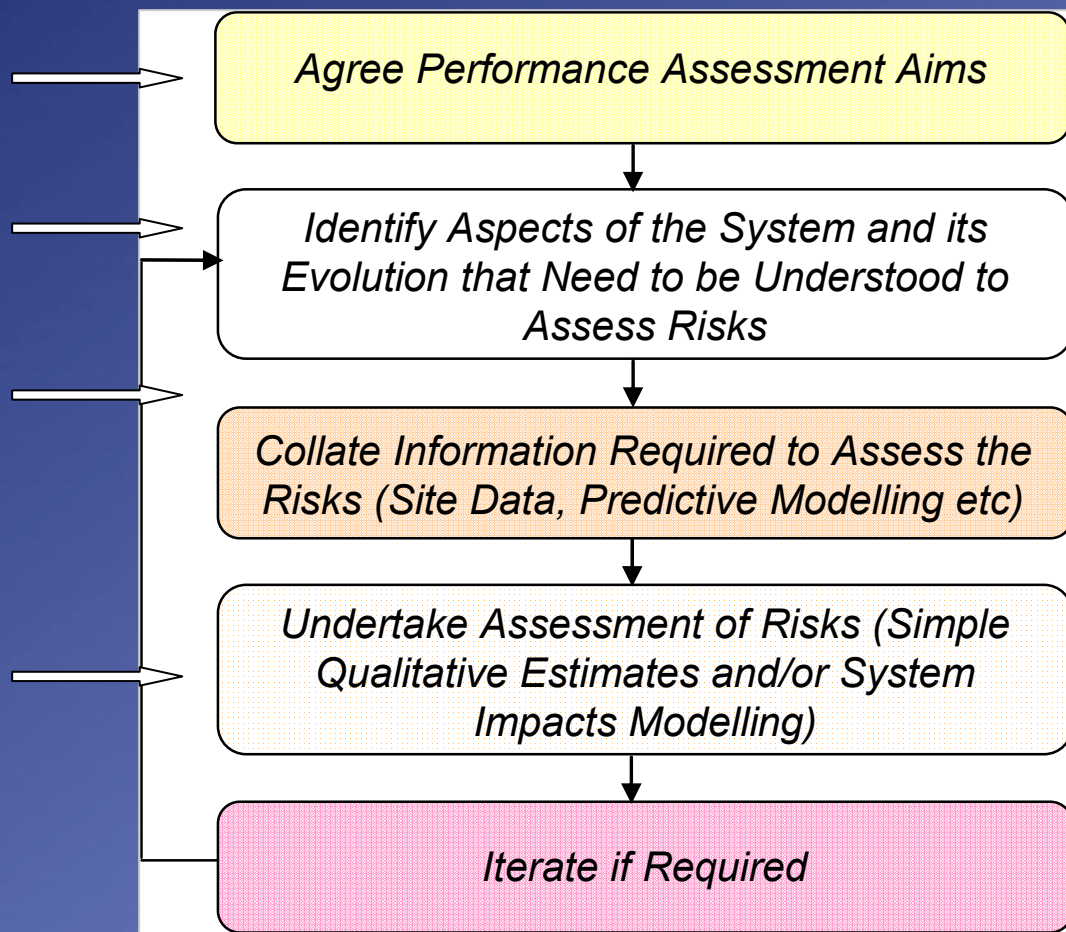 Agree Performance Assessment Aims
Identify Aspects of the System and its
Evolution that Need to be Understood to
Assess Risks
Collate Information Required to Assess the
Risks (Site Data, Predictive Modelling etc)
Undertake Assessment of Risks (Simple
Qualitative Estimates and/or System
Impacts Modelling)
Iterate if Required